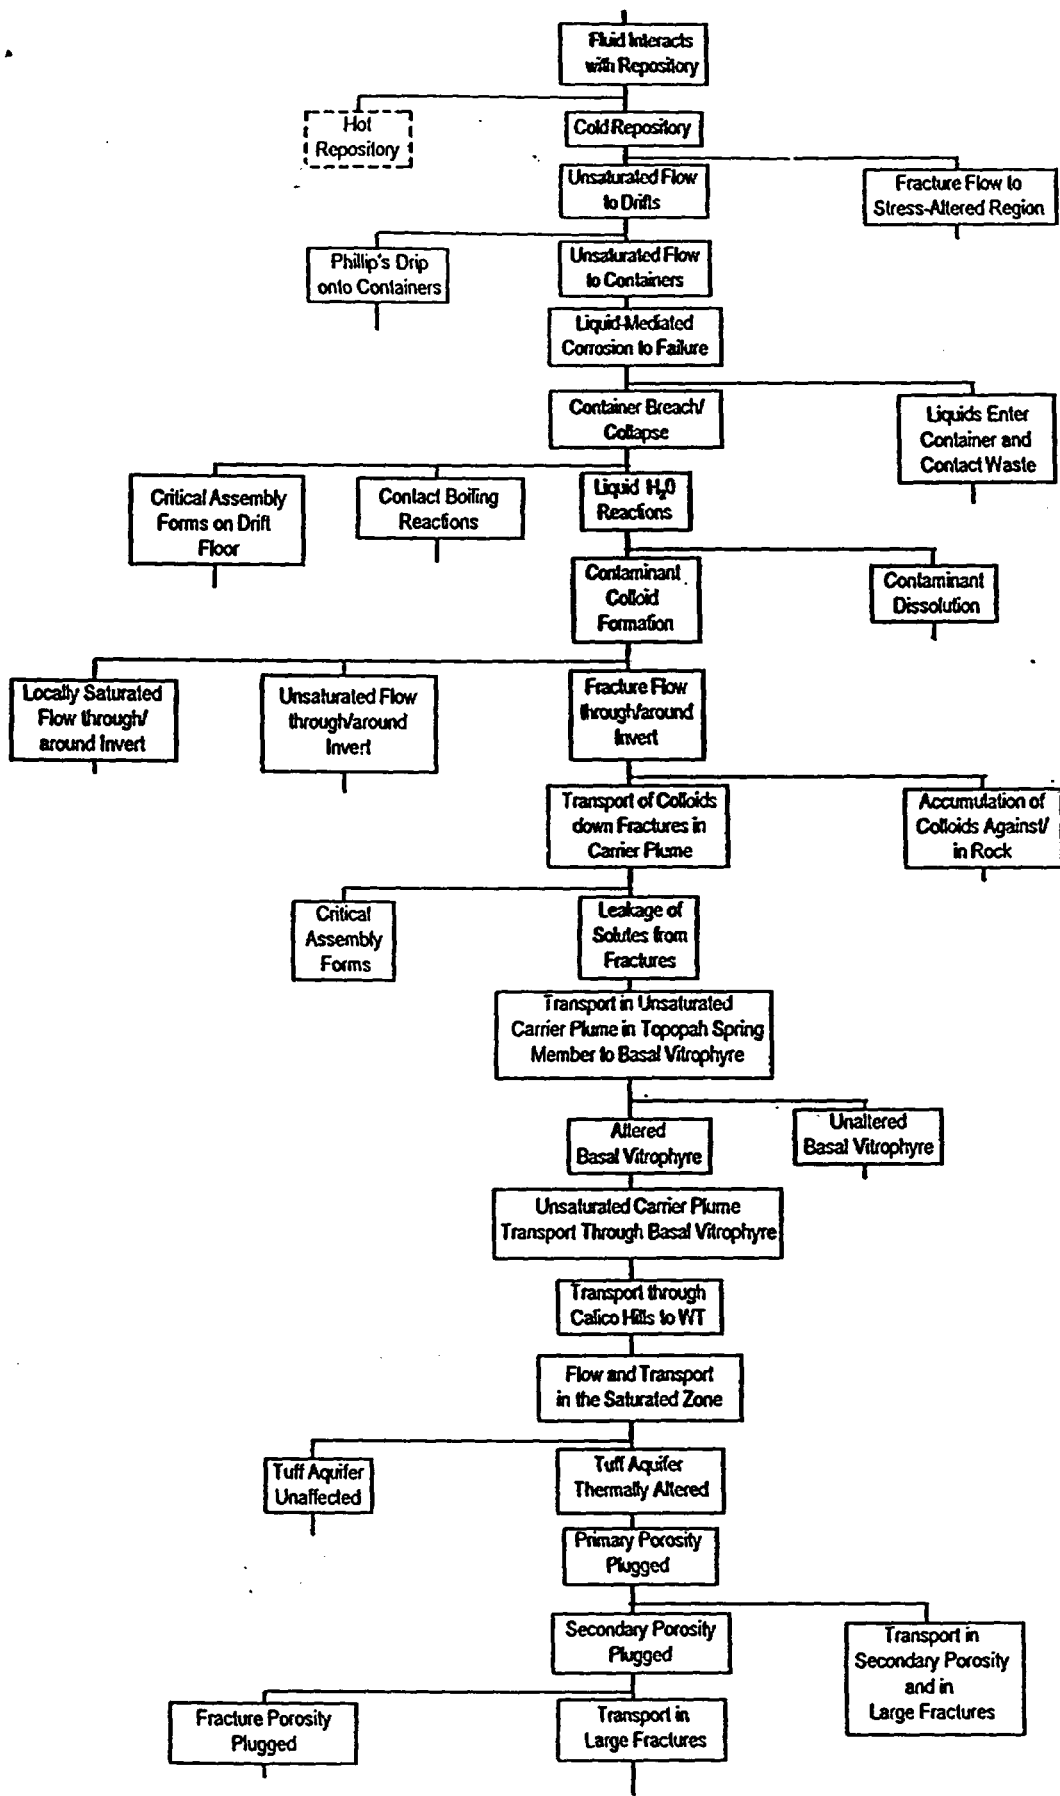 Fluid Interacts
with Repository
Hot
Repository
Cold Repository
Unsaturated Flow
to Drifts
Fracture Flow to
Stress-Altered Region
Phillip's Drip
onto Containers
Unsaturated Flow
to Containers
Liquid-Mediated
Corrosion to Failure
Container Breach/
Collapse
Liquids Enter
Container and
Contact Waste
Critical Assembly
Forms on Drift
Floor
Contact Boiling
Reactions
Liquid H₂0
Reactions
Contaminant
Colloid
Formation
Contaminant
Dissolution
Locally Saturated
Flow through/
around Invert
Unsaturated Flow
through/around
Invert
Fracture Flow
through/around
Invert
Transport of Colloids
down Fractures in
Carrier Plume
Accumulation of
Colloids Against/
in Rock
Critical
Assembly
Forms
Leakage of
Solutes from
Fractures
Transport in Unsaturated
Carrier Plume in Topopah Spring
Member to Basal Vitrophyre
Altered
Basal Vitrophyre
Unaltered
Basal Vitrophyre
Unsaturated Carrier Plume
Transport Through Basal Vitrophyre
Transport through
Calico Hills to WT
Flow and Transport
in the Saturated Zone
Tuff Aquifer
Unaffected
Tuff Aquifer
Thermally Altered
Primary Porosity
Plugged
Secondary Porosity
Plugged
Transport in
Secondary Porosity
and in
Large Fractures
Fracture Porosity
Plugged
Transport in
Large Fractures